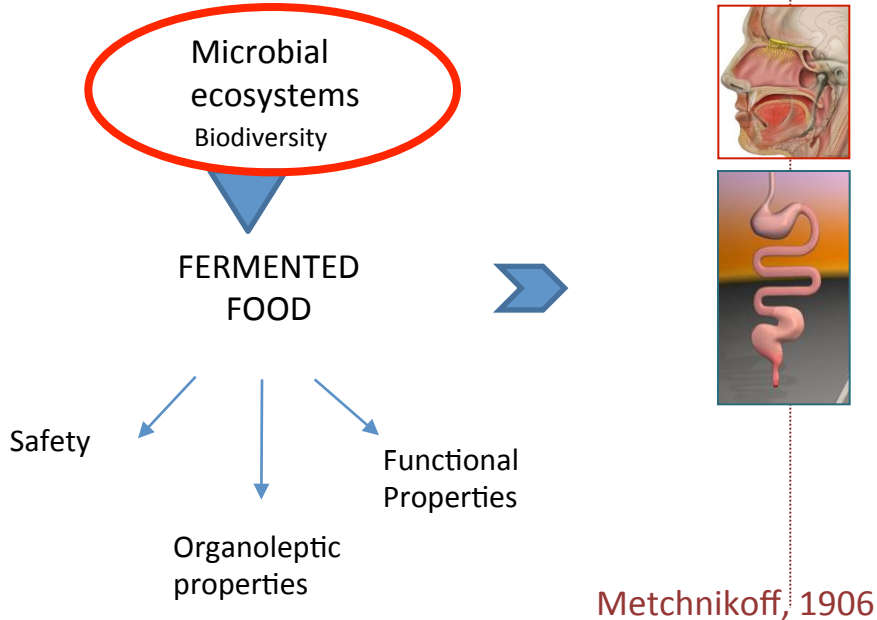 Microbial
ecosystems
Biodiversity
FERMENTED
FOOD
Safety
Organoleptic
properties
Functional
Properties
Metchnikoff, 1906